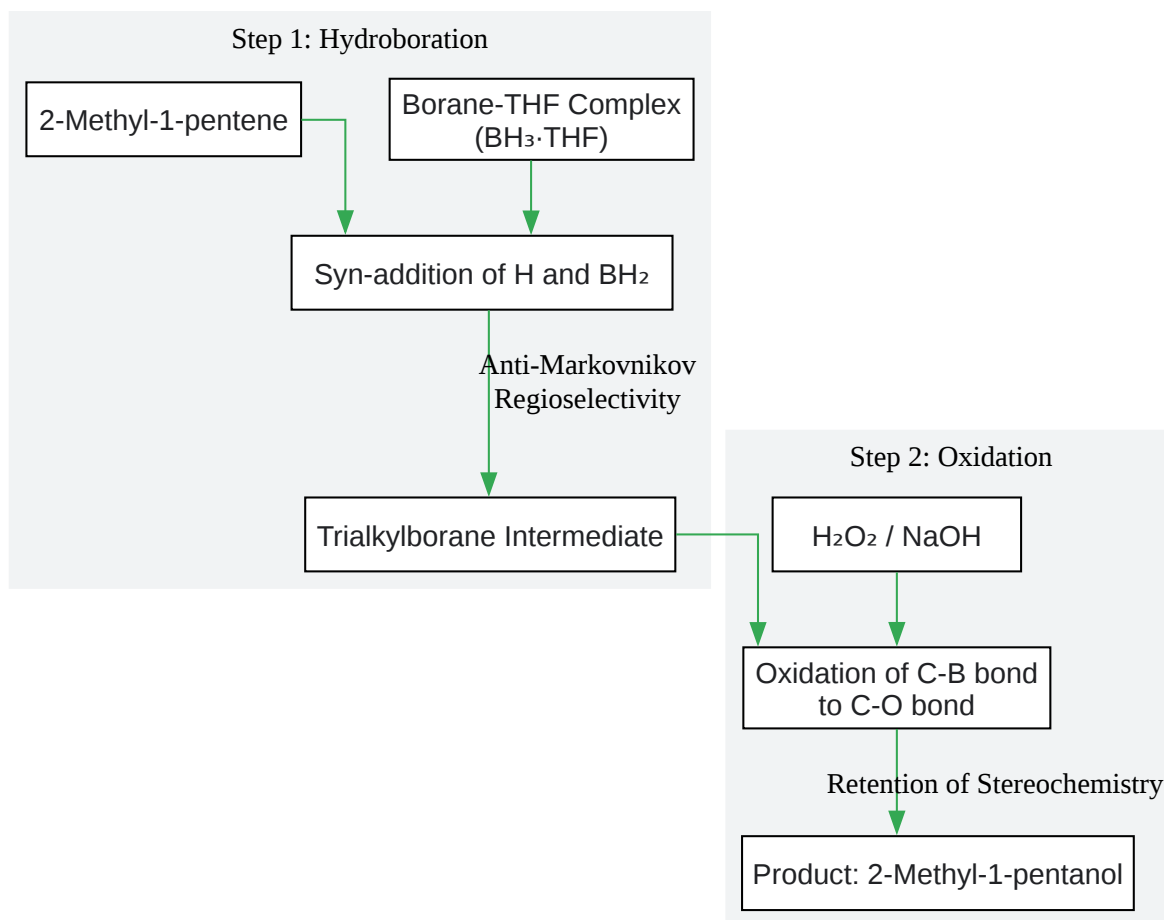 Step 1: Hydroboration
2-Methyl-1-pentene
Borane-THF Complex
(BH₃·THF)
Syn-addition of H and BH₂
Anti-Markovnikov
Regioselectivity
Trialkylborane Intermediate
Step 2: Oxidation
H₂O₂ / NaOH
Oxidation of C-B bond
to C-O bond
Retention of Stereochemistry
Product: 2-Methyl-1-pentanol